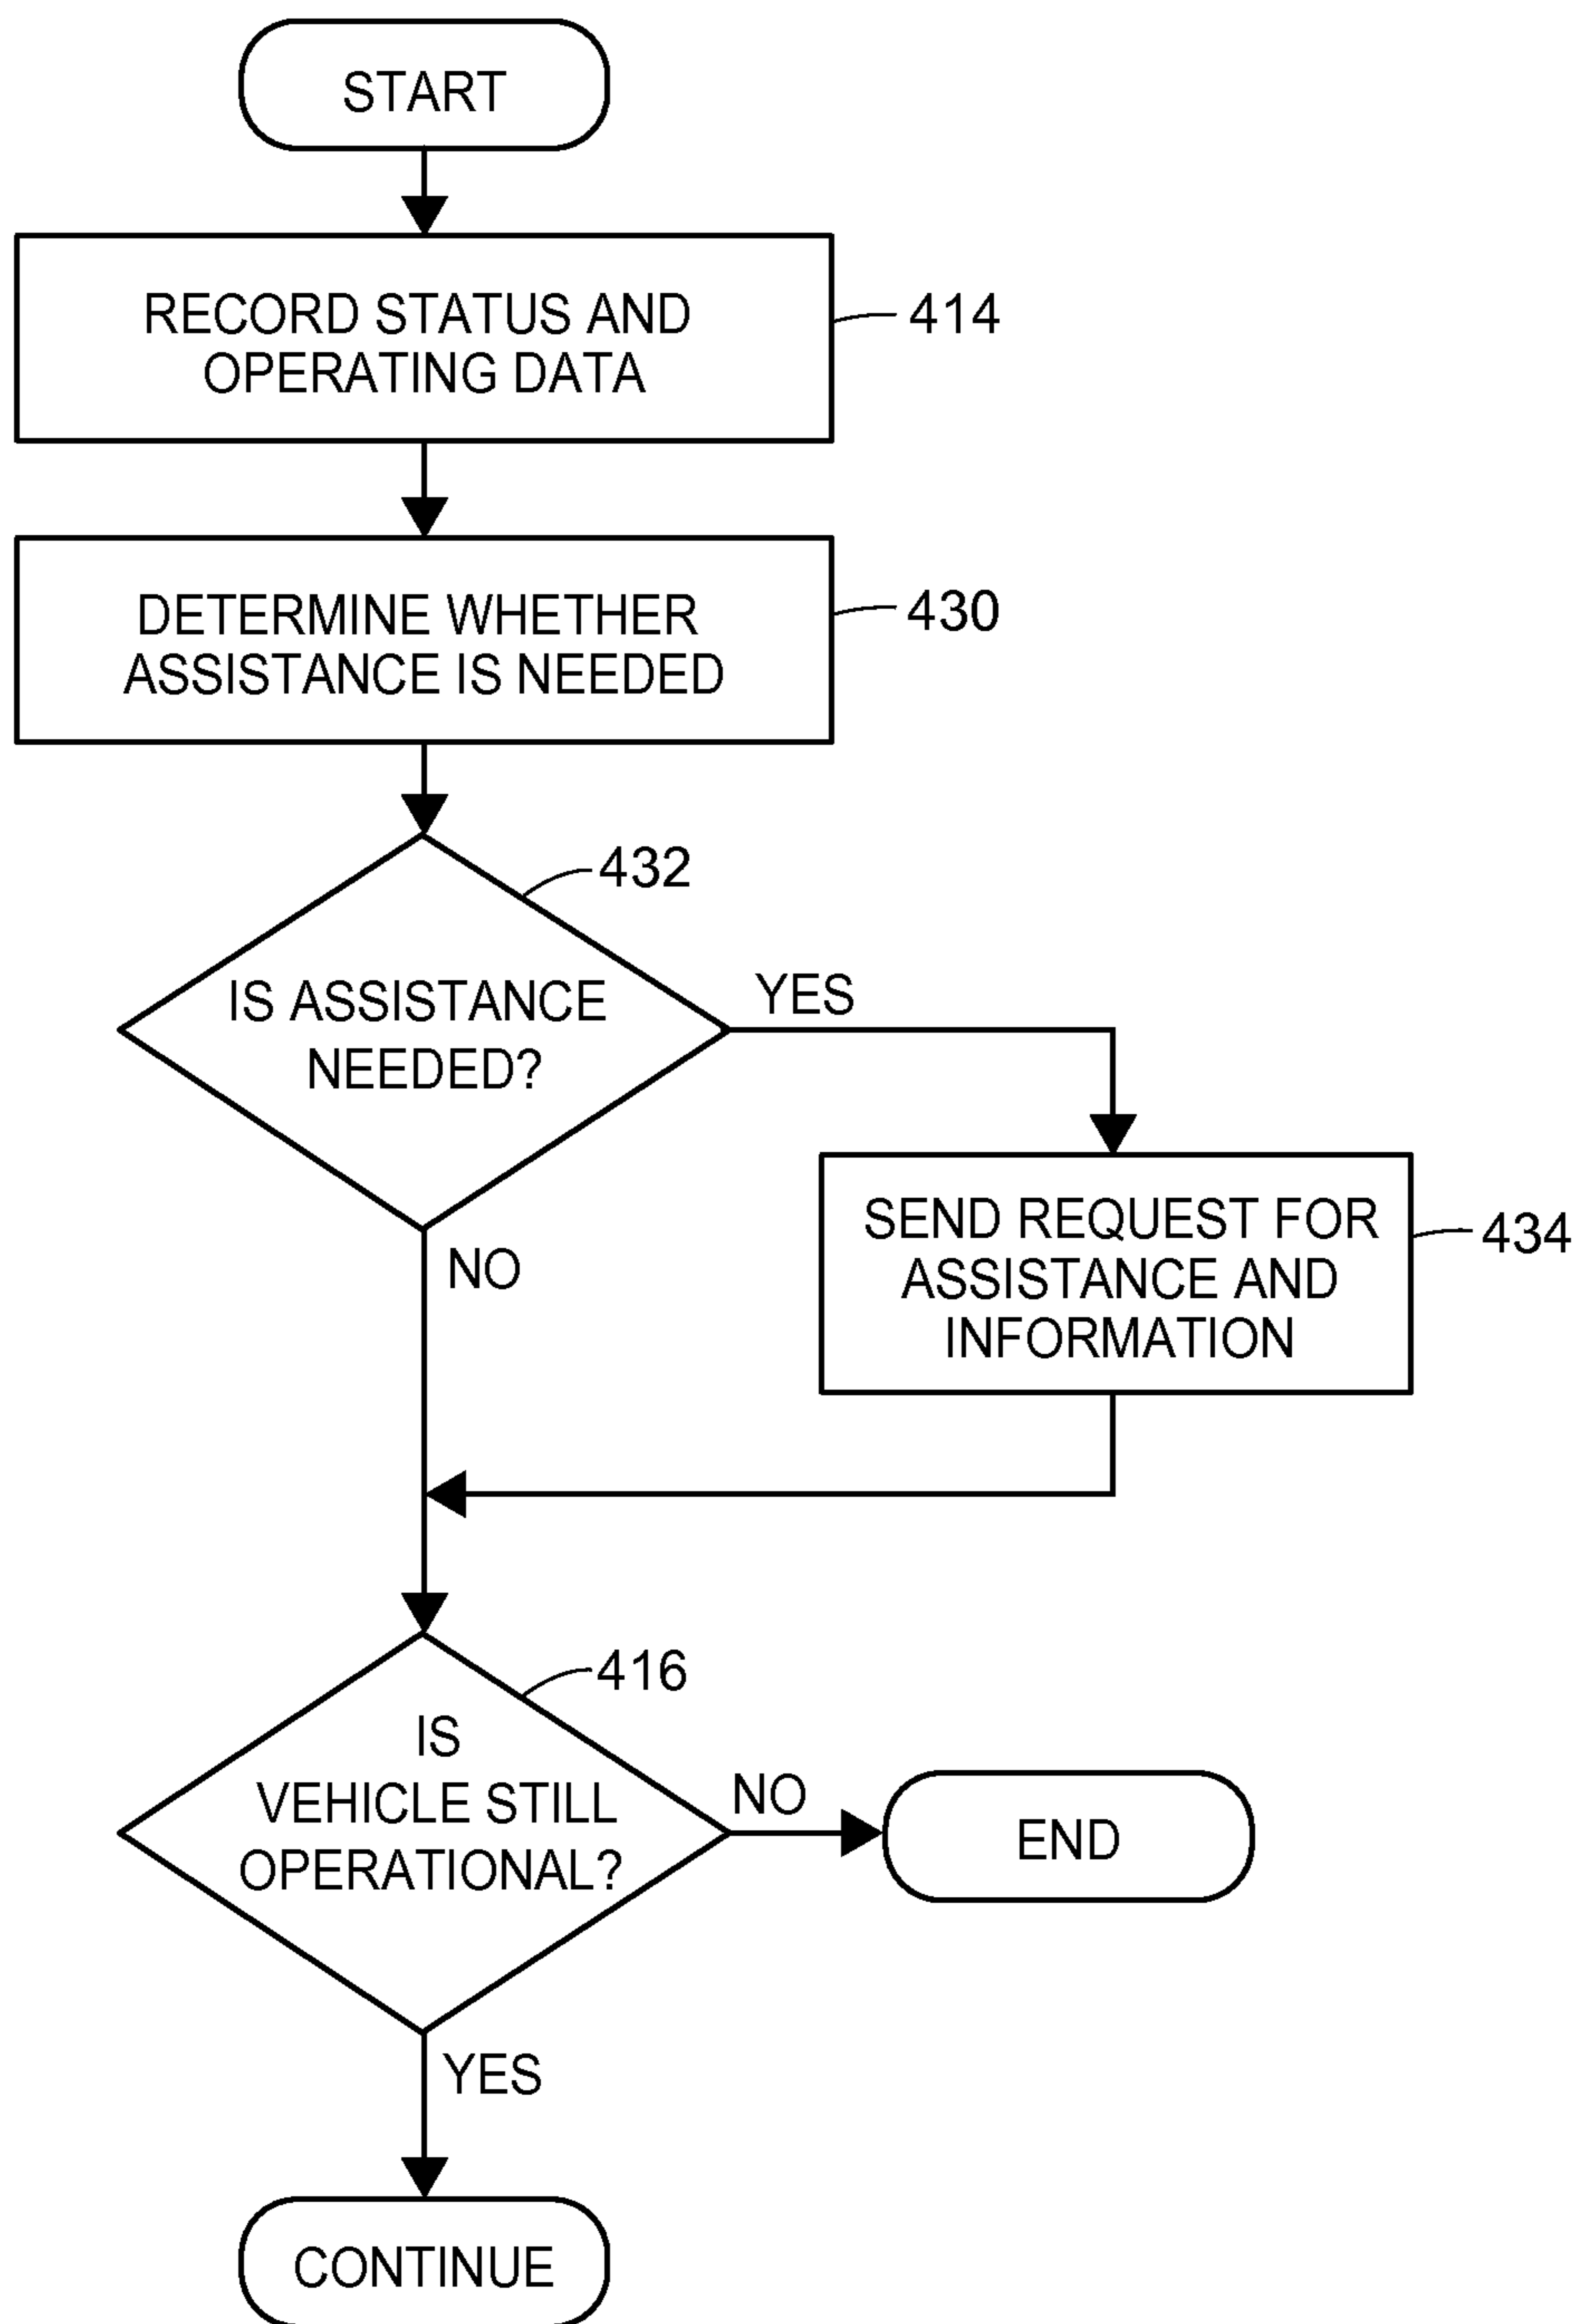 START
RECORD STATUS AND
OPERATING DATA
414
DETERMINE WHETHER
ASSISTANCE IS NEEDED
430
432
IS ASSISTANCE
NEEDED?
YES
NO
SEND REQUEST FOR
ASSISTANCE AND
INFORMATION
434
416
IS
VEHICLE STILL
OPERATIONAL?
NO
END
YES
CONTINUE